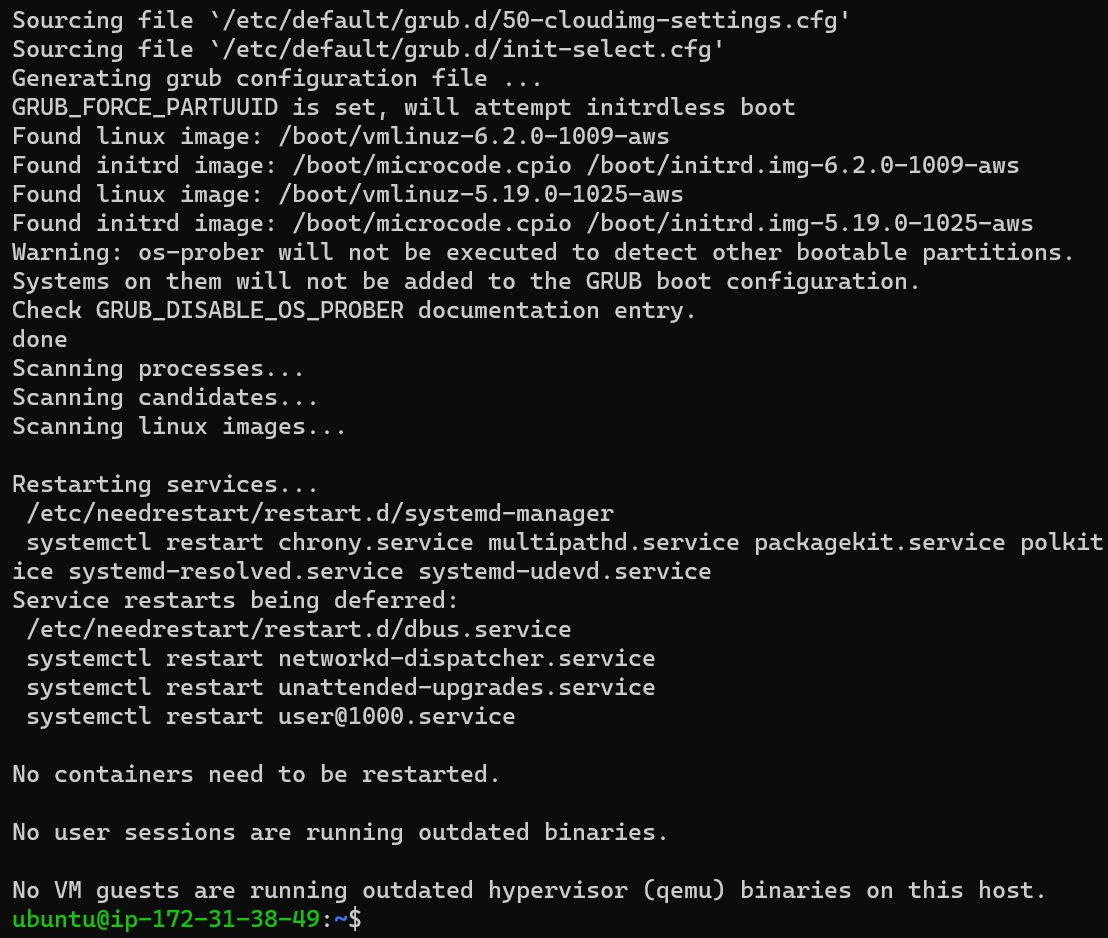 Sourcing file `/etc/default/grub.d/50-cloudimg-settings.cfg'
Sourcing file `/etc/default/grub.d/init-select.cfg'
Generating grub configuration file ...
GRUB_FORCE_PARTUUID is set, will attempt initrdless boot
Found linux image: /boot/vmlinuz-6.2.0-1009-aws
Found initrd image: /boot/microcode.cpio /boot/initrd.img-6.2.0-1009-aws
Found linux image: /boot/vmlinuz-5.19.0-1025-aws
Found initrd image: /boot/microcode.cpio /boot/initrd.img-5.19.0-1025-aws
Warning: os-prober will not be executed to detect other bootable partitions.
Systems on them will not be added to the GRUB boot configuration.
Check GRUB_DISABLE_OS_PROBER documentation entry.
done
Scanning processes...
Scanning candidates...
Scanning linux images...

Restarting services...
 /etc/needrestart/restart.d/systemd-manager
 systemctl restart chrony.service multipathd.service packagekit.service polkit
ice systemd-resolved.service systemd-udevd.service
Service restarts being deferred:
 /etc/needrestart/restart.d/dbus.service
 systemctl restart networkd-dispatcher.service
 systemctl restart unattended-upgrades.service
 systemctl restart user@1000.service

No containers need to be restarted.

No user sessions are running outdated binaries.

No VM guests are running outdated hypervisor (qemu) binaries on this host.
ubuntu@ip-172-31-38-49:~$